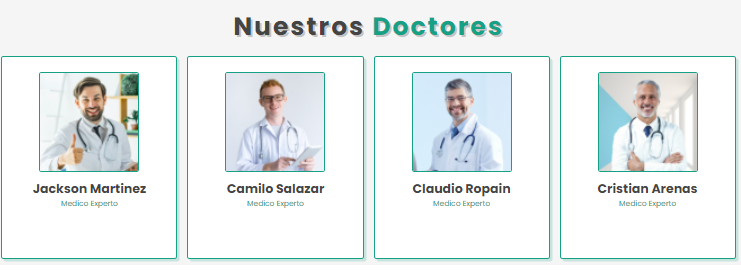 Nuestros Doctores
Jackson Martinez
Medico Experto
Camilo Salazar
Medico Experto
Claudio Ropain
Medico Experto
Cristian Arenas
Medico Experto